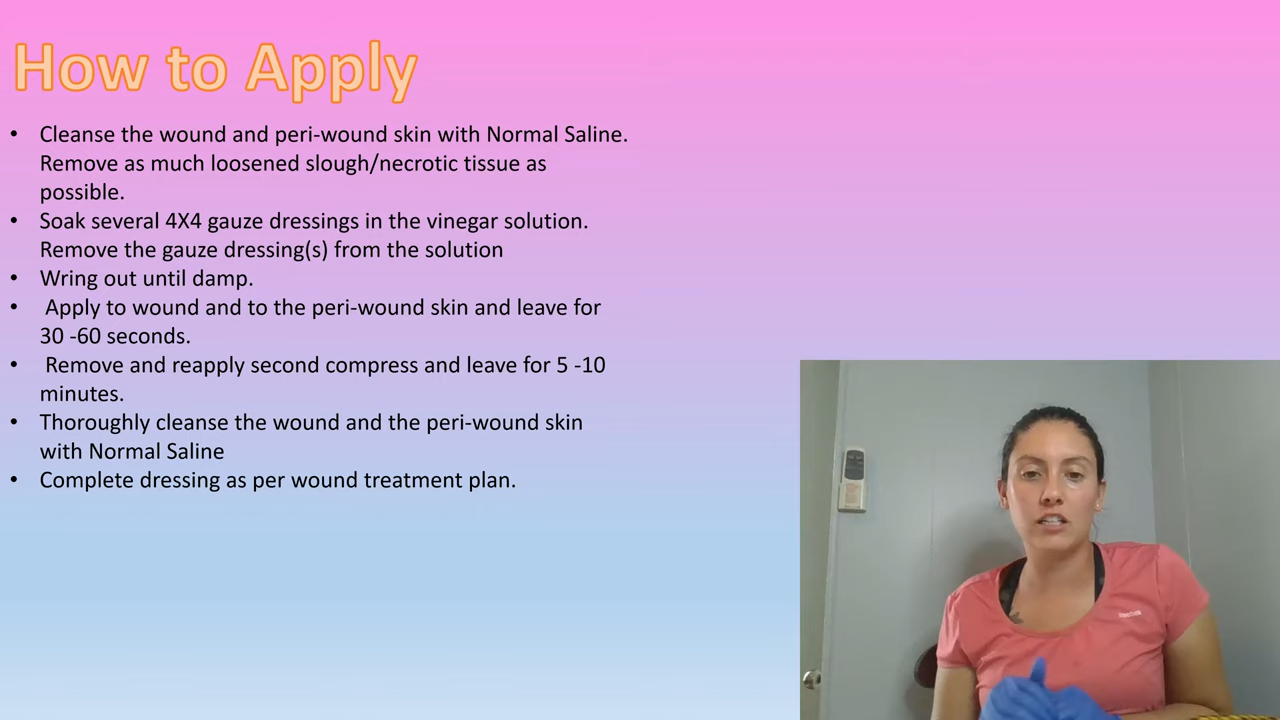 How to Apply
• Cleanse the wound and peri-wound skin with Normal Saline.
Remove as much loosened slough/necrotic tissue as
possible.
• Soak several 4X4 gauze dressings in the vinegar solution.
Remove the gauze dressing(s) from the solution
• Wring out until damp.
• Apply to wound and to the peri-wound skin and leave for
30 -60 seconds.
• Remove and reapply second compress and leave for 5 -10
minutes.
• Thoroughly cleanse the wound and the peri-wound skin
with Normal Saline
• Complete dressing as per wound treatment plan.